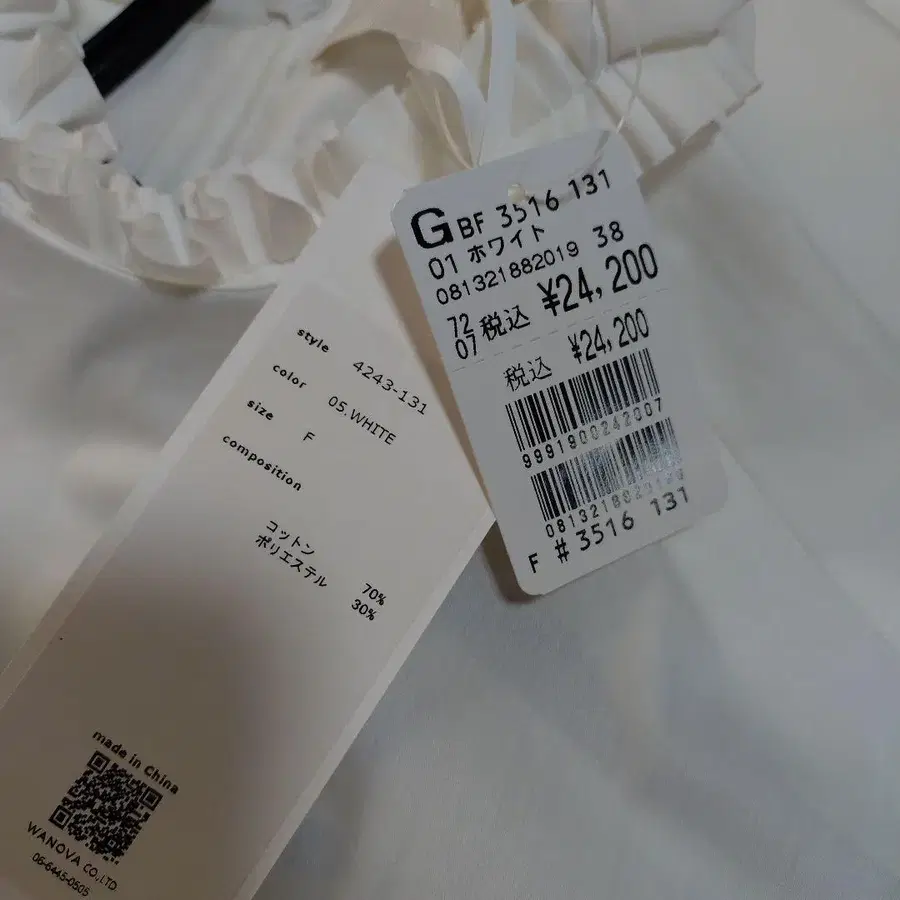 G BF 3516 131
01 ホワイト
081321882019 38
72 税込 ¥24,200
07
税込 ¥24,200
9991900242007
F # 3516 131
style 4243-131
color 05.WHITE
size F
composition
コットン 70%
ポリエステル 30%
made in China
WANOVA CO.,LTD.
06-6445-0505